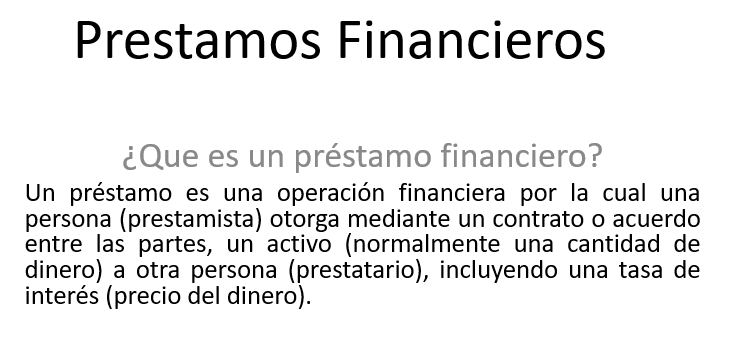 Prestamos Financieros
¿Que es un préstamo financiero?
Un préstamo es una operación financiera por la cual una
persona (prestamista) otorga mediante un contrato o acuerdo
entre las partes, un activo (normalmente una cantidad de
dinero) a otra persona (prestatario), incluyendo una tasa de
interés (precio del dinero).